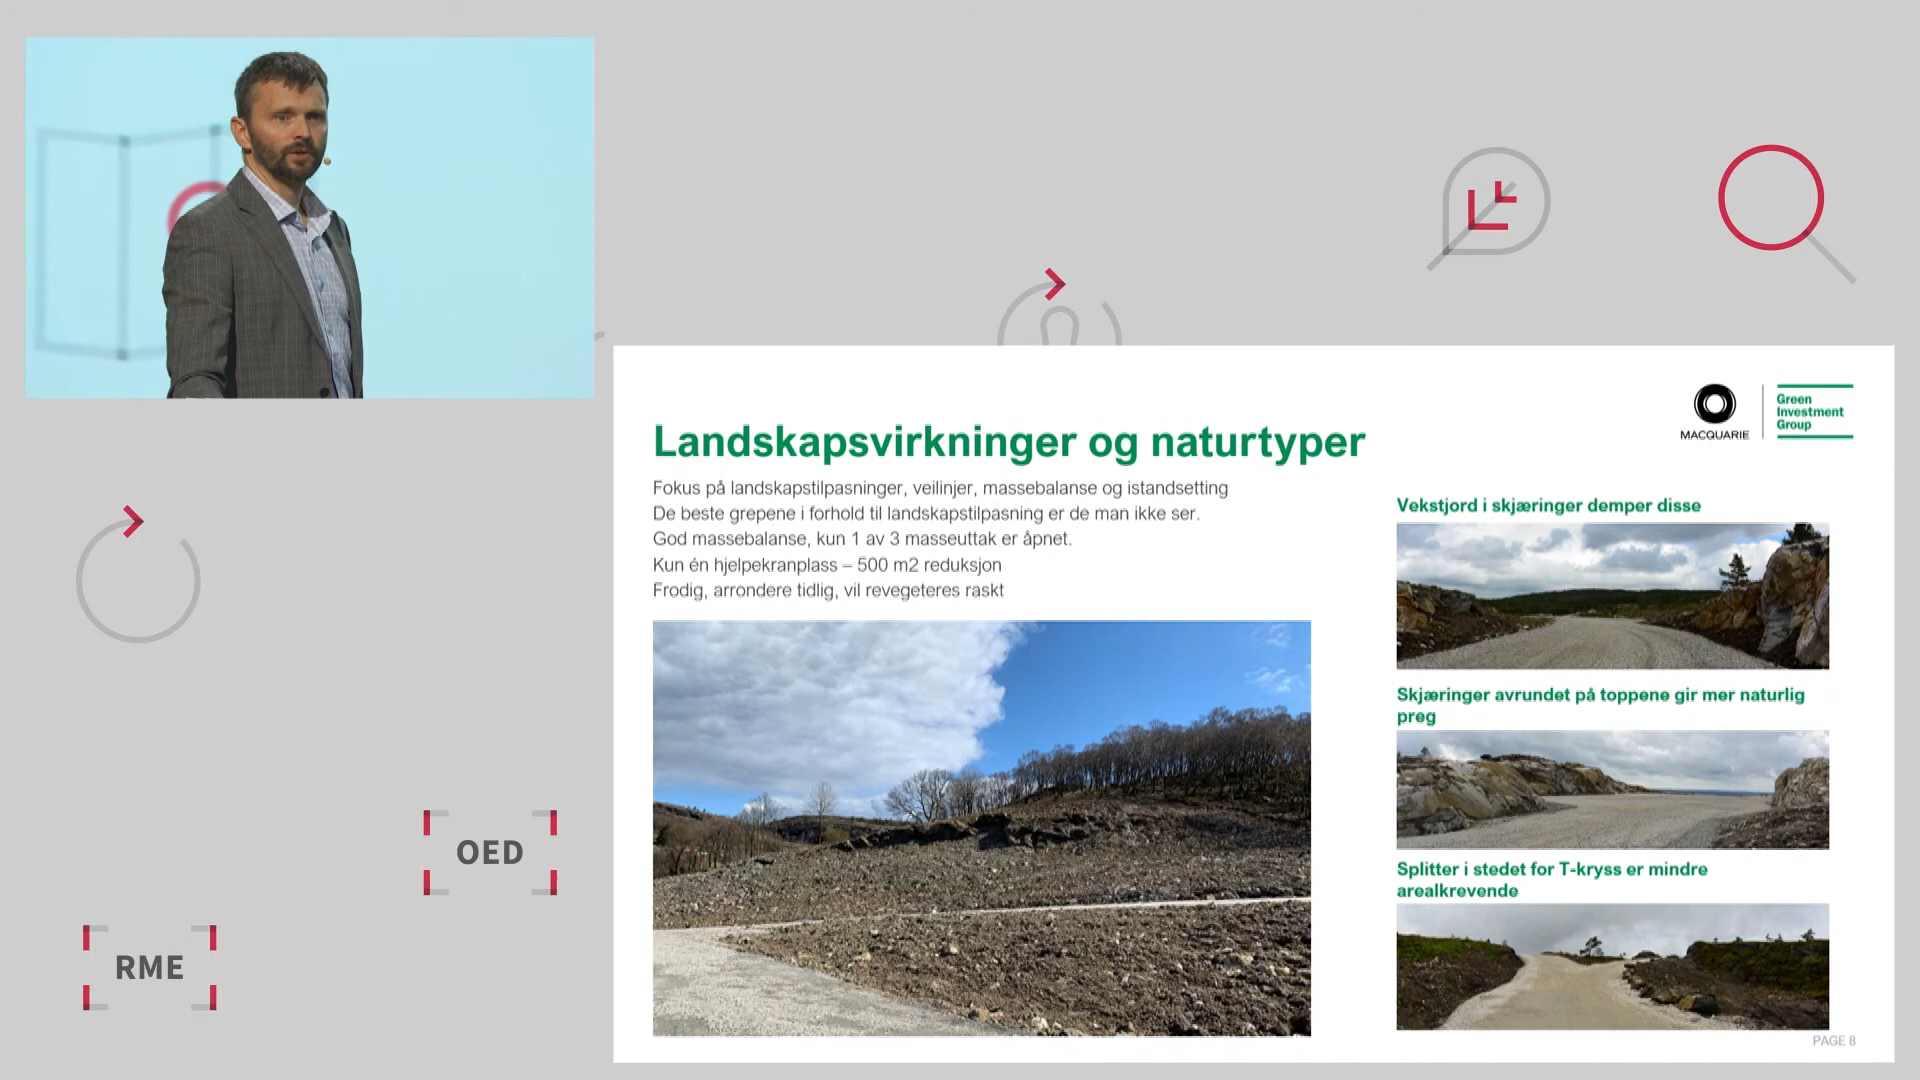 MACQUARIE
Green
Investment
Group
Landskapsvirkninger og naturtyper
Fokus på landskapstilpasninger, veilinjer, massebalanse og istandsetting
De beste grepene i forhold til landskapstilpasning er de man ikke ser.
God massebalanse, kun 1 av 3 masseuttak er åpnet.
Kun én hjelpekranplass – 500 m2 reduksjon
Frodig, arrondere tidlig, vil revegeteres raskt
Vekstjord i skjæringer demper disse
Skjæringer avrundet på toppene gir mer naturlig
preg
Splitter i stedet for T-kryss er mindre
arealkrevende
PAGE 8
OED
RME